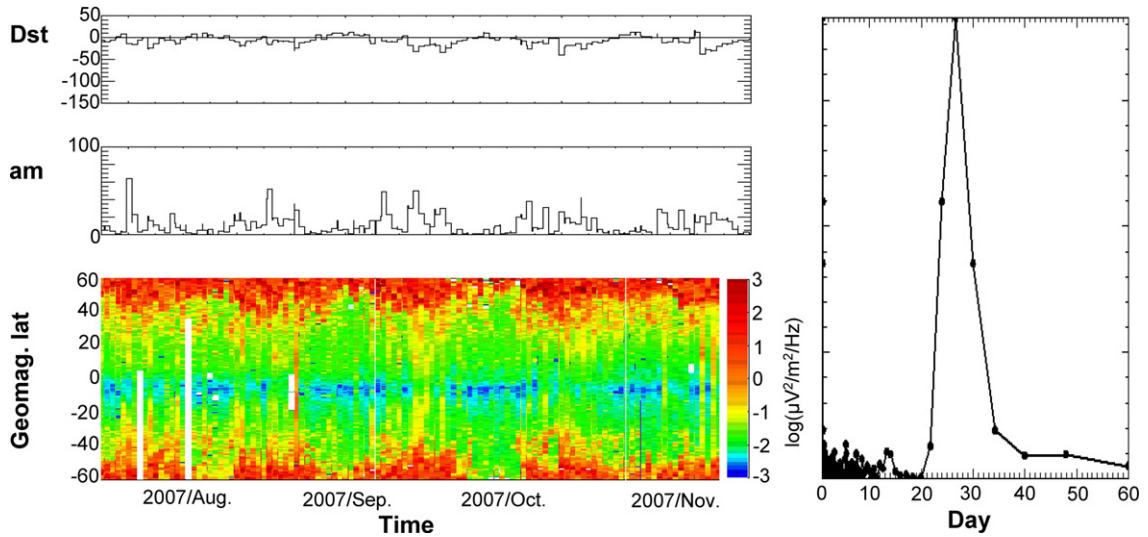 Dst
50
0
-50
-100
-150
am
100
0
Geomag. lat
60
40
20
0
-20
-40
-60
2007/Aug. 2007/Sep. 2007/Oct. 2007/Nov.
Time
3
2
1
0
-1
-2
-3
log(µV²/m²/Hz)
0 10 20 30 40 50 60
Day